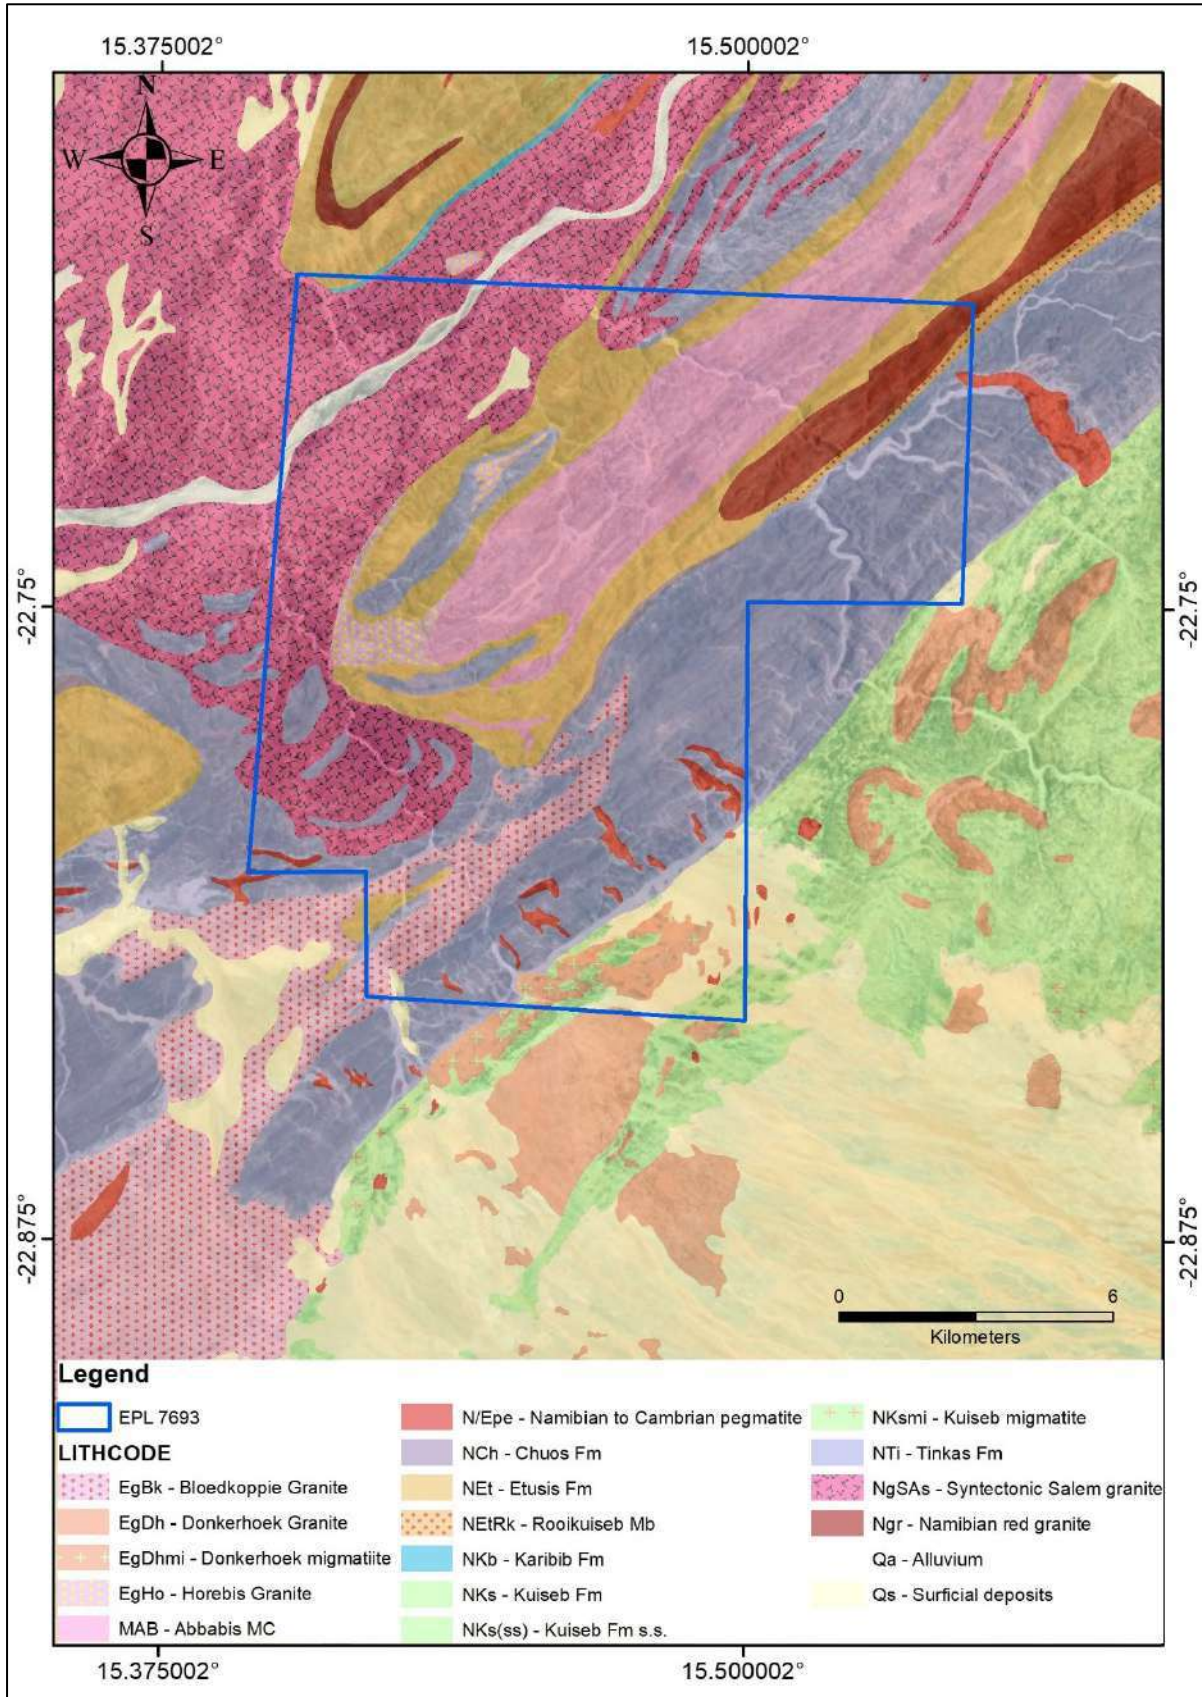 15.375002°
15.500002°
N
W
E
S
-22.75°
-22.75°
-22.875°
-22.875°
0
6
Kilometers
Legend
EPL 7693
LITHCODE
EgBk - Bloedkoppie Granite
EgDh - Donkerhoek Granite
EgDhmi - Donkerhoek migmatiite
EgHo - Horebis Granite
MAB - Abbabis MC
N/Epe - Namibian to Cambrian pegmatite
NCh - Chuos Fm
NEt - Etusis Fm
NEtRk - Rooikuiseb Mb
NKb - Karibib Fm
NKs - Kuiseb Fm
NKs(ss) - Kuiseb Fm s.s.
NKsmi - Kuiseb migmatite
NTi - Tinkas Fm
NgSAs - Syntectonic Salem granite
Ngr - Namibian red granite
Qa - Alluvium
Qs - Surficial deposits
15.375002°
15.500002°